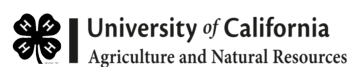 H H
H H
University of California
Agriculture and Natural Resources